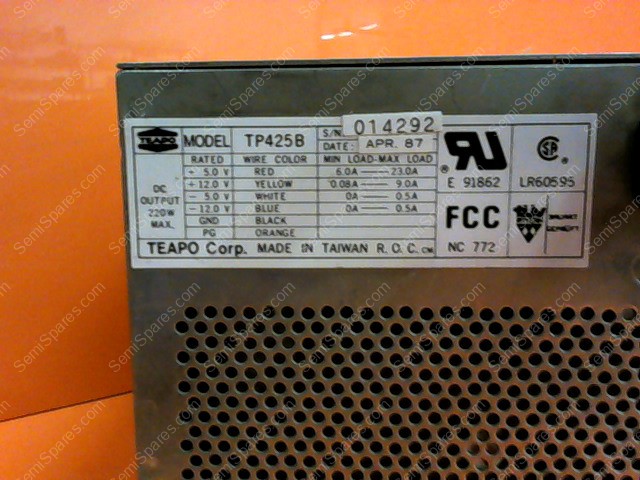 TEAPO MODEL TP425B S/N 014292
DATE: APR. 87
RATED WIRE COLOR MIN LOAD-MAX LOAD
DC OUTPUT 220W MAX.
+ 5.0 V RED 6.0A 23.0A
+ 12.0 V YELLOW 0.08A 9.0A
- 5.0 V WHITE 0A 0.5A
- 12.0 V BLUE 0A 0.5A
GND BLACK
PG ORANGE
TEAPO Corp. MADE IN TAIWAN R.O.C.
E 91862
LR60595
FCC
NC 772
SemiSpares.com